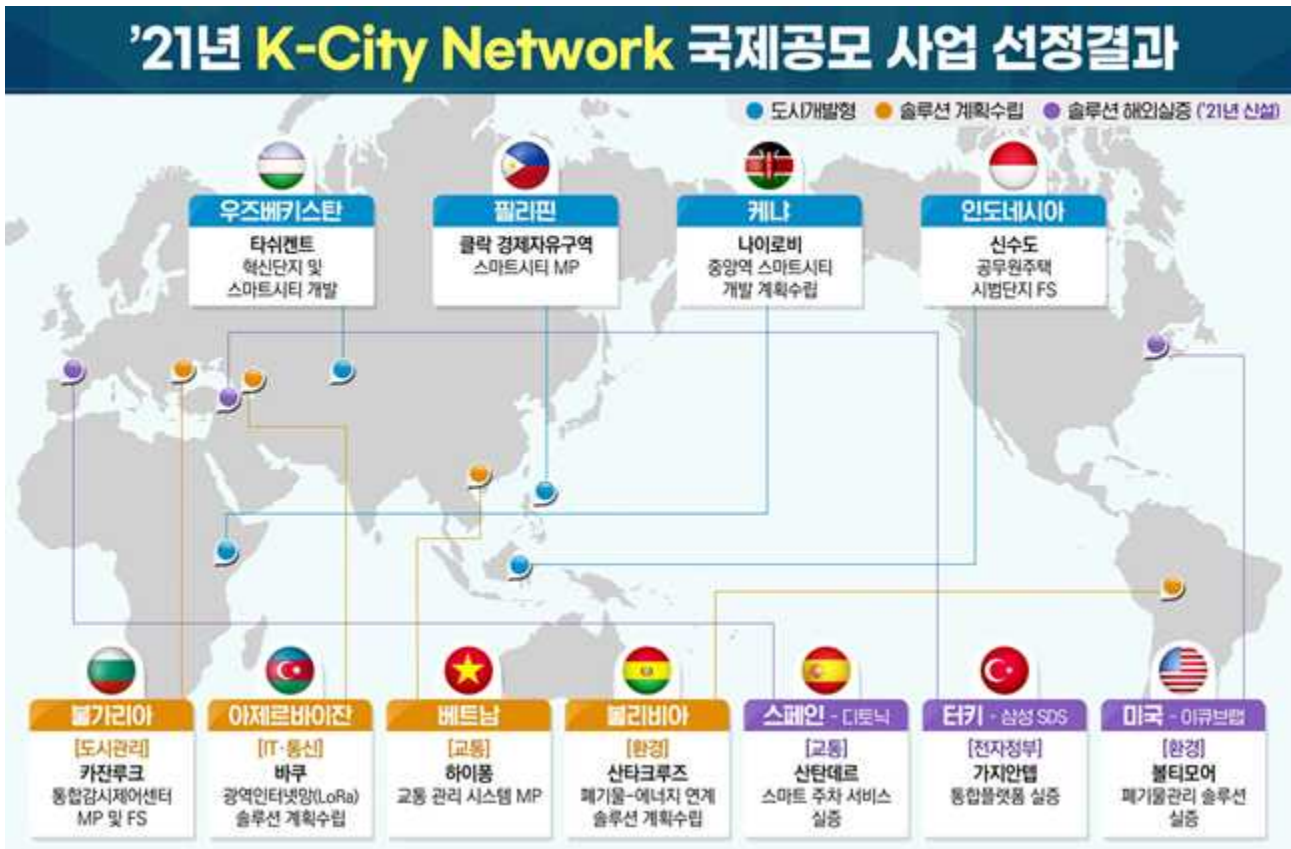 '21년 K-City Network 국제공모 사업 선정결과
도시개발형 솔루션 계획수립 솔루션 해외실증 ('21년 신설)
우즈베키스탄
타쉬켄트
혁신단지 및
스마트시티 개발
필리핀
클락 경제자유구역
스마트시티 MP
케냐
나이로비
중앙역 스마트시티
개발 계획수립
인도네시아
신수도
공무원주택
시범단지 FS
불가리아
[도시관리]
카잔루크
통합감시제어센터
MP 및 FS
아제르바이잔
[IT·통신]
바쿠
광역인터넷망(LoRa)
솔루션 계획수립
베트남
[교통]
하이퐁
교통 관리 시스템 MP
볼리비아
[환경]
산타크루즈
폐기물-에너지 연계
솔루션 계획수립
스페인 - 디토닉
[교통]
산탄데르
스마트 주차 서비스
실증
터키 - 삼성 SDS
[전자정부]
가지안텝
통합플랫폼 실증
미국 - 이큐브랩
[환경]
볼티모어
폐기물관리 솔루션
실증